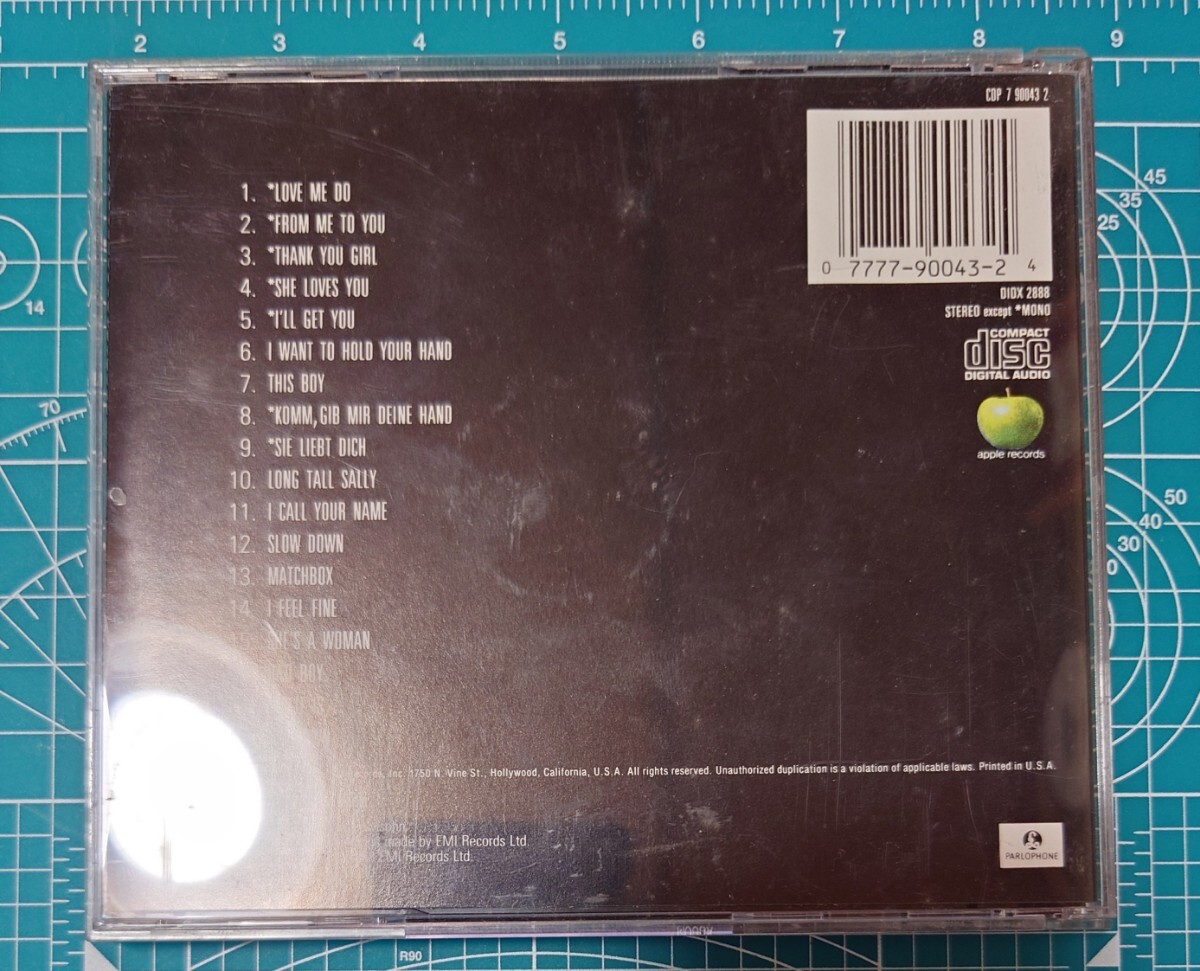 2 3 4 5 6 7 8 9
CDP 7 90043 2
0 7777-90043-2 4
DIDX 2888
STEREO except *MONO
COMPACT
disc
DIGITAL AUDIO
apple records
1. *LOVE ME DO
2. *FROM ME TO YOU
3. *THANK YOU GIRL
4. *SHE LOVES YOU
5. *I'LL GET YOU
6. I WANT TO HOLD YOUR HAND
7. THIS BOY
8. *KOMM, GIB MIR DEINE HAND
9. *SIE LIEBT DICH
10. LONG TALL SALLY
11. I CALL YOUR NAME
12. SLOW DOWN
13. MATCHBOX
14. I FEEL FINE
SHE'S A WOMAN
BOY
Inc. 1750 N. Vine St., Hollywood, California, U.S.A. All rights reserved. Unauthorized duplication is a violation of applicable laws. Printed in U.S.A.
made by EMI Records Ltd.
EMI Records Ltd.
PARLOPHONE
14
70
45
35
25
50
40
30
0
R90